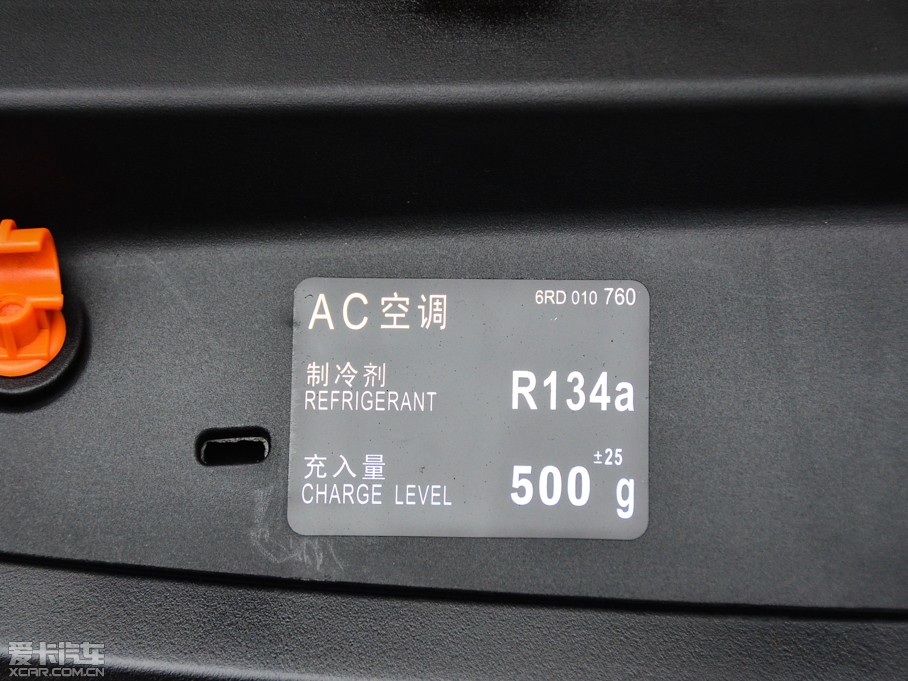 AC空调
6RD 010 760
制冷剂
REFRIGERANT
R134a
充入量
CHARGE LEVEL
500 ±25 g
爱卡汽车
XCAR.COM.CN